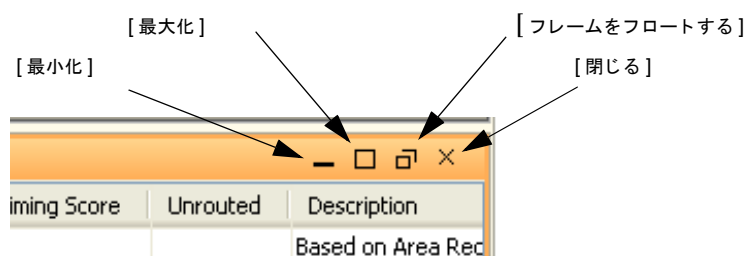 [ 最大化 ]
[ フレームをフロートする ]
[ 最小化 ]
[ 閉じる ]
iming Score
Unrouted
Description
Based on Area Rec